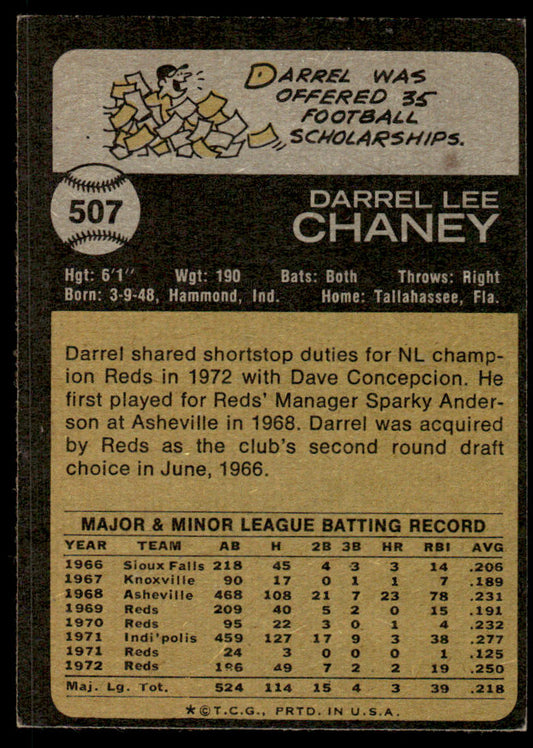 DARREL WAS
OFFERED 35
FOOTBALL
SCHOLARSHIPS.
507
DARREL LEE
CHANEY
Hgt: 6'1" Wgt: 190 Bats: Both Throws: Right
Born: 3-9-48, Hammond, Ind. Home: Tallahassee, Fla.
Darrel shared shortstop duties for NL champ-
ion Reds in 1972 with Dave Concepcion. He
first played for Reds' Manager Sparky Ander-
son at Asheville in 1968. Darrel was acquired
by Reds as the club's second round draft
choice in June, 1966.
MAJOR & MINOR LEAGUE BATTING RECORD
YEAR TEAM AB H 2B 3B HR RBI AVG
1966 Sioux Falls 218 45 4 3 3 14 .206
1967 Knoxville 90 17 0 1 1 7 .189
1968 Asheville 468 108 21 7 23 78 .231
1969 Reds 209 40 5 2 0 15 .191
1970 Reds 95 22 3 0 1 4 .232
1971 Indi'polis 459 127 17 9 3 38 .277
1971 Reds 24 3 0 0 0 1 .125
1972 Reds 196 49 7 2 2 19 .250
Maj. Lg. Tot. 524 114 15 4 3 39 .218
★©T.C.G., PRTD. IN U.S.A.